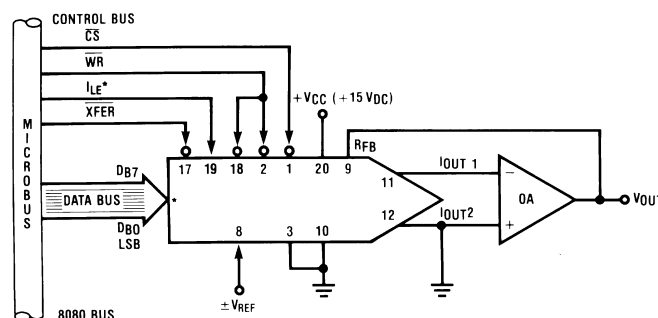 CONTROL BUS
CS
WR
ILE*
XFER
+VCC (+15 VDC)
RFB
17 19 18 2 1 20 9
IOUT 1
11
MICROBUS
DB7
DATA BUS
*
OA
−
+
VOUT
12
IOUT2
DB0
LSB
8 3 10
±VREF
8080 BUS